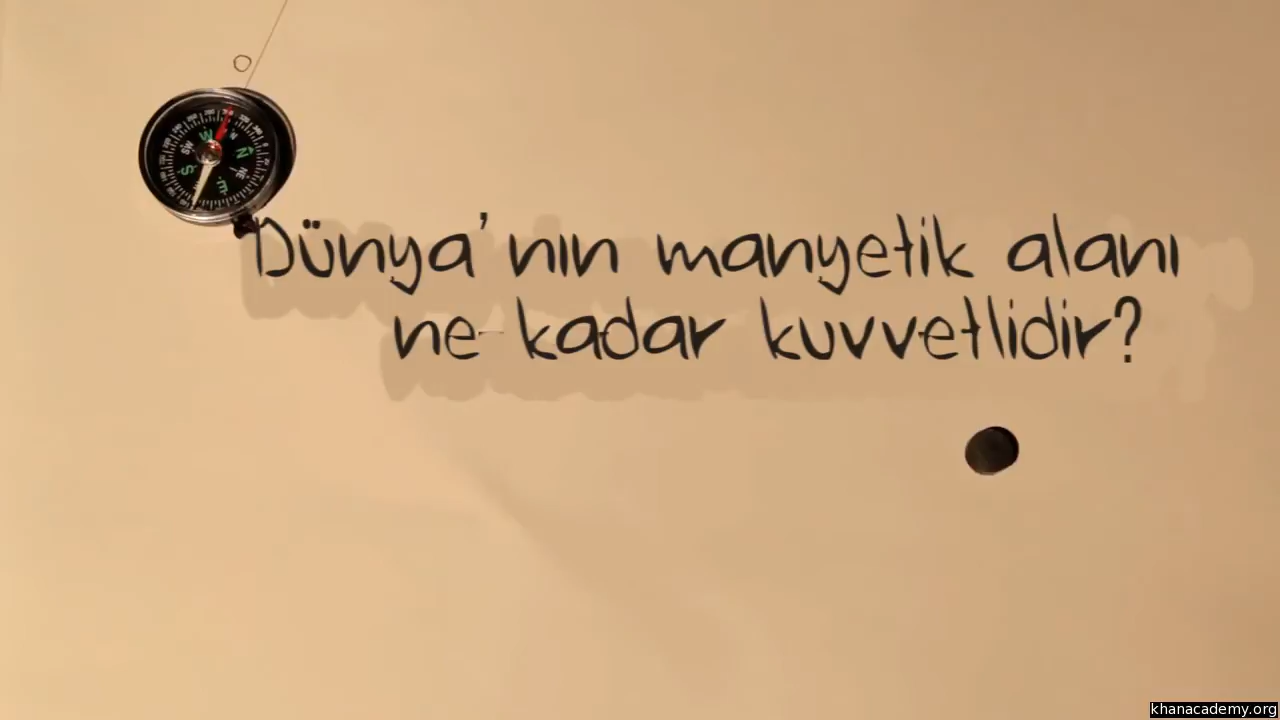 Dünya'nın manyetik alanı
ne kadar kuvvetlidir?
khanacademy.org